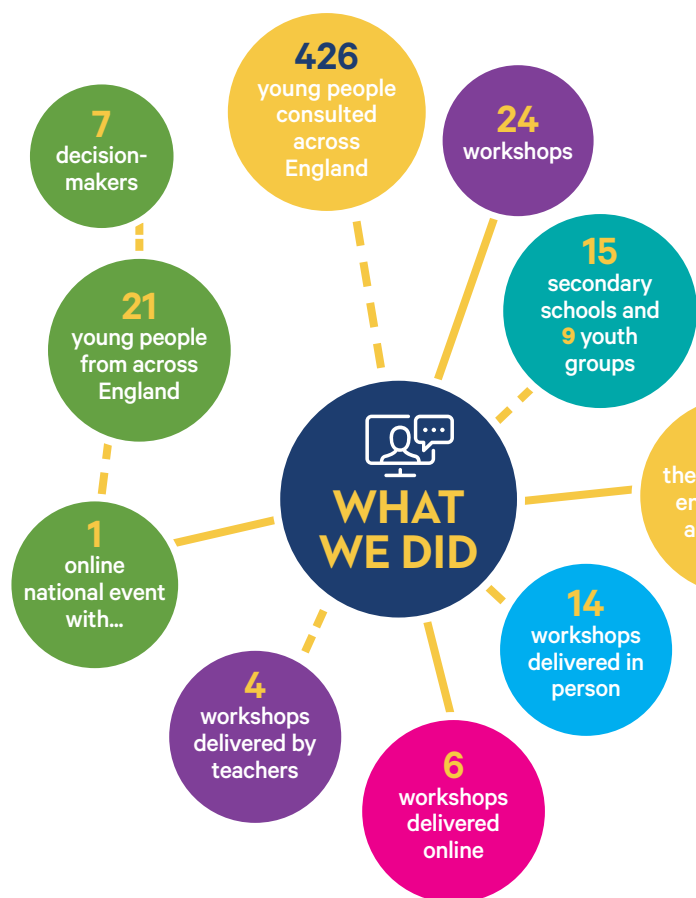 426
young people
consulted
across
England
24
workshops
15
secondary
schools and
9 youth
groups
14
workshops
delivered in
person
6
workshops
delivered
online
4
workshops
delivered by
teachers
1
online
national event
with...
21
young people
from across
England
7
decision-
makers
WHAT
WE DID